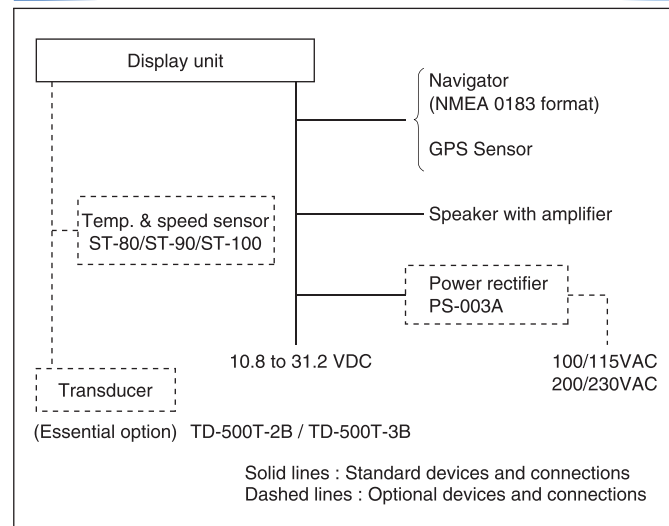 Display unit
Navigator
(NMEA 0183 format)
GPS Sensor
Temp. & speed sensor
ST-80/ST-90/ST-100
Speaker with amplifier
Power rectifier
PS-003A
10.8 to 31.2 VDC
100/115VAC
200/230VAC
Transducer
(Essential option) TD-500T-2B / TD-500T-3B
Solid lines : Standard devices and connections
Dashed lines : Optional devices and connections